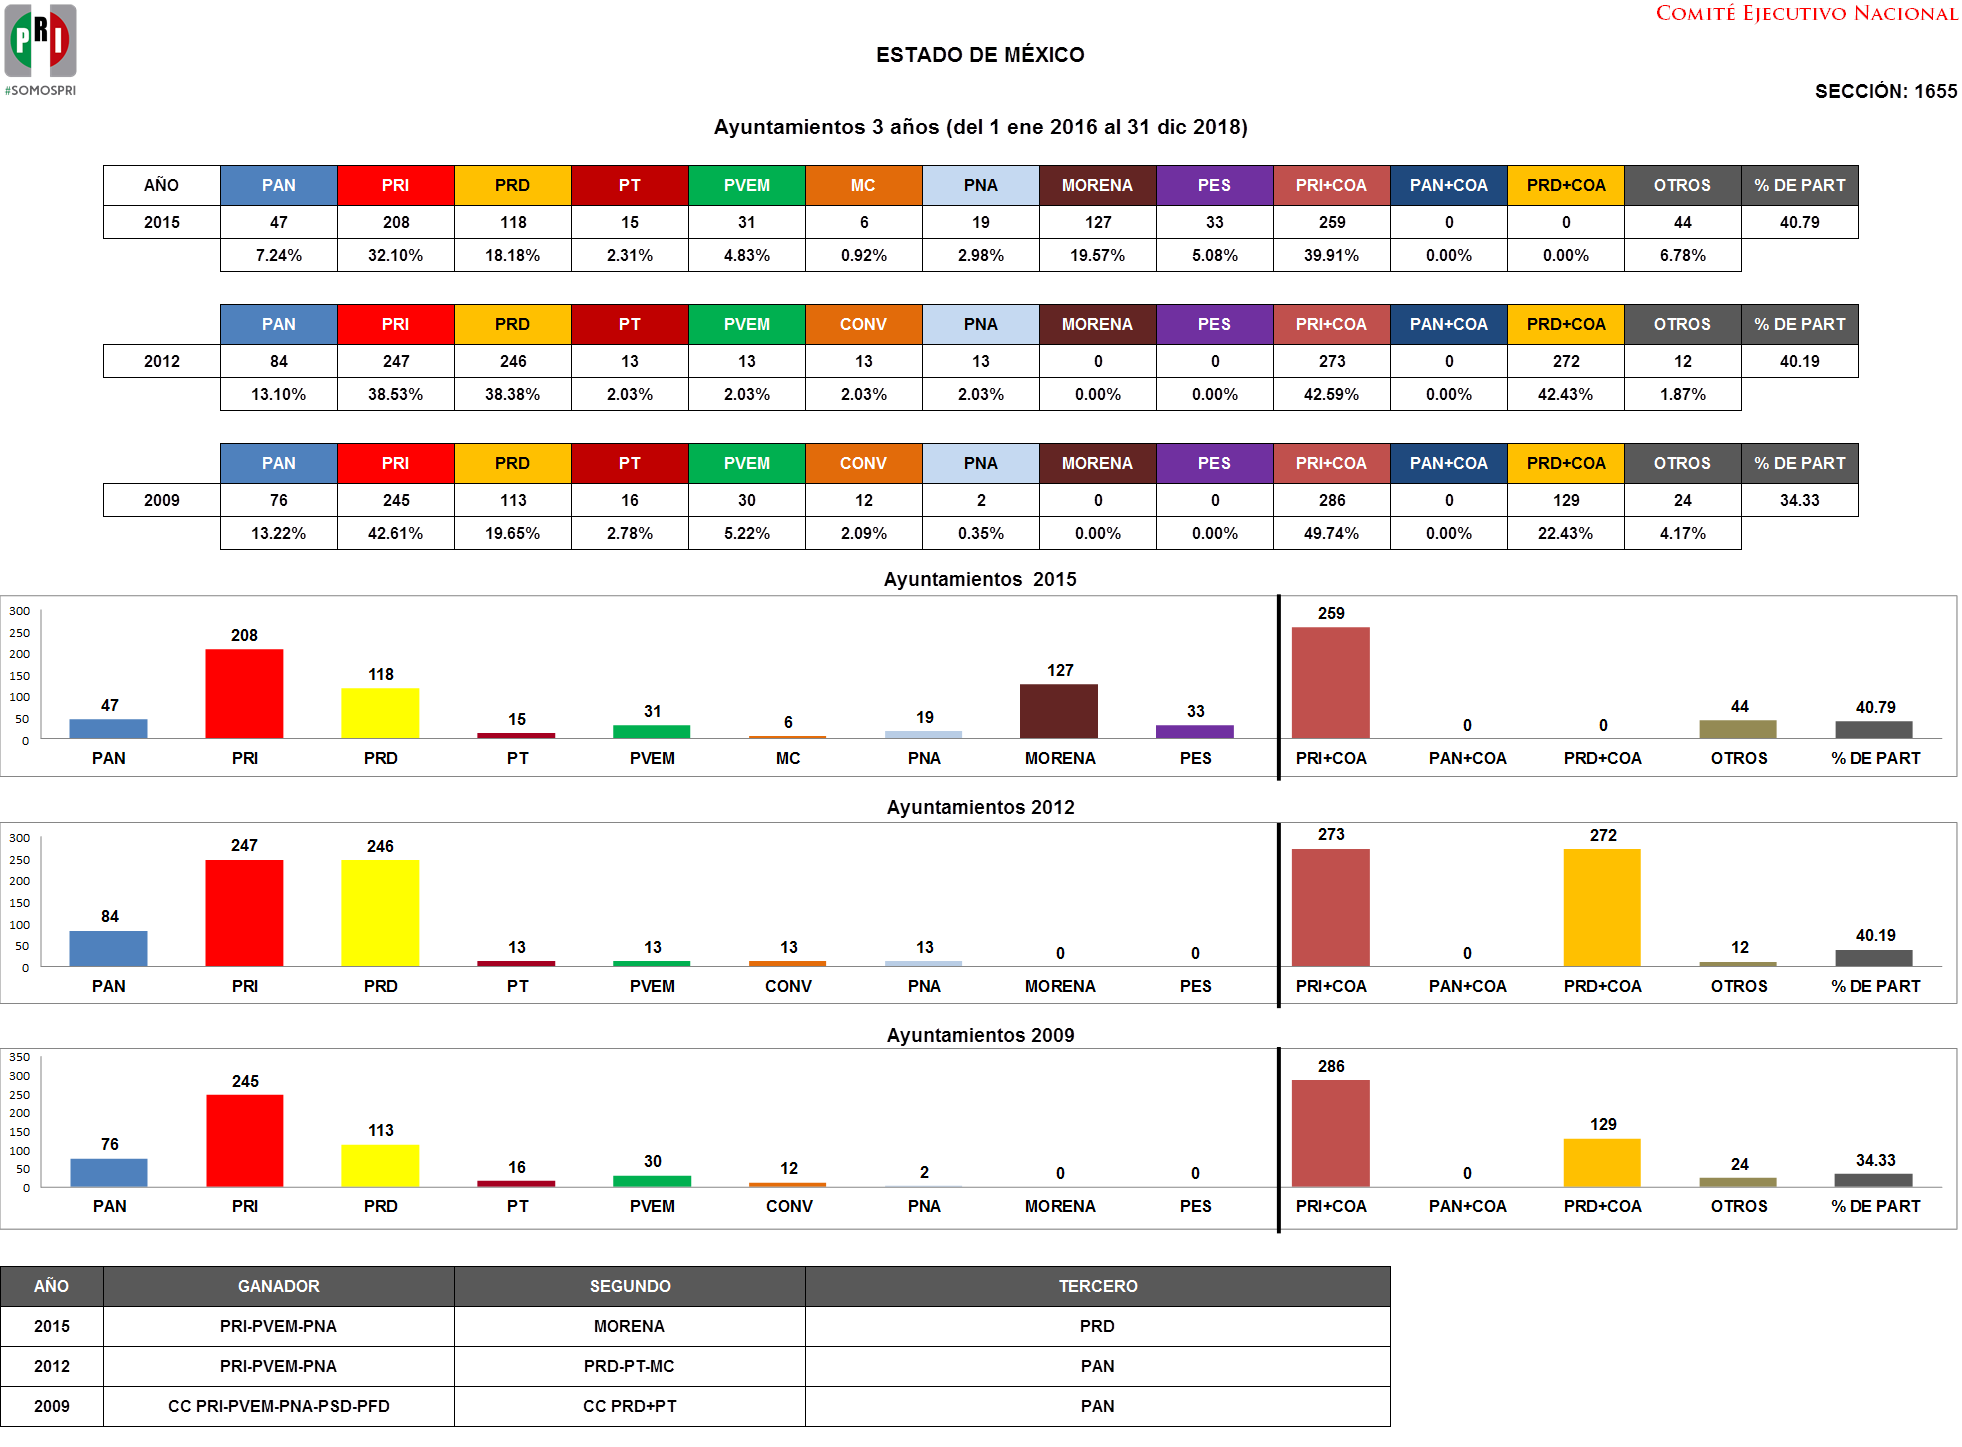 PRI
#SOMOSPRI
COMITÉ EJECUTIVO NACIONAL
ESTADO DE MÉXICO
SECCIÓN: 1655
Ayuntamientos 3 años (del 1 ene 2016 al 31 dic 2018)
AÑO PAN PRI PRD PT PVEM MC PNA MORENA PES PRI+COA PAN+COA PRD+COA OTROS % DE PART
2015 47 208 118 15 31 6 19 127 33 259 0 0 44 40.79
7.24% 32.10% 18.18% 2.31% 4.83% 0.92% 2.98% 19.57% 5.08% 39.91% 0.00% 0.00% 6.78%
PAN PRI PRD PT PVEM CONV PNA MORENA PES PRI+COA PAN+COA PRD+COA OTROS % DE PART
2012 84 247 246 13 13 13 13 0 0 273 0 272 12 40.19
13.10% 38.53% 38.38% 2.03% 2.03% 2.03% 2.03% 0.00% 0.00% 42.59% 0.00% 42.43% 1.87%
PAN PRI PRD PT PVEM CONV PNA MORENA PES PRI+COA PAN+COA PRD+COA OTROS % DE PART
2009 76 245 113 16 30 12 2 0 0 286 0 129 24 34.33
13.22% 42.61% 19.65% 2.78% 5.22% 2.09% 0.35% 0.00% 0.00% 49.74% 0.00% 22.43% 4.17%
Ayuntamientos 2015
300
250
200
150
100
50
0
47 208 118 15 31 6 19 127 33 259 0 0 44 40.79
PAN PRI PRD PT PVEM MC PNA MORENA PES PRI+COA PAN+COA PRD+COA OTROS % DE PART
Ayuntamientos 2012
300
250
200
150
100
50
0
84 247 246 13 13 13 13 0 0 273 0 272 12 40.19
PAN PRI PRD PT PVEM CONV PNA MORENA PES PRI+COA PAN+COA PRD+COA OTROS % DE PART
Ayuntamientos 2009
350
300
250
200
150
100
50
0
76 245 113 16 30 12 2 0 0 286 0 129 24 34.33
PAN PRI PRD PT PVEM CONV PNA MORENA PES PRI+COA PAN+COA PRD+COA OTROS % DE PART
AÑO GANADOR SEGUNDO TERCERO
2015 PRI-PVEM-PNA MORENA PRD
2012 PRI-PVEM-PNA PRD-PT-MC PAN
2009 CC PRI-PVEM-PNA-PSD-PFD CC PRD+PT PAN